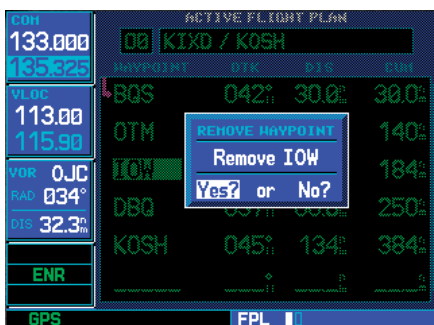 COM
133.000
135.325
VLOC
113.00
115.90
VOR OJC
RAD 034°
DIS 32.3nm
ENR
GPS
ACTIVE FLIGHT PLAN
00 KIXD / KOSH
WAYPOINT DTK DIS CUM
BQS 042° 30.0 30.0
OTM 140
IOW 184
DBQ 250
KOSH 045° 134 384
REMOVE WAYPOINT
Remove IOW
Yes? or No?
FPL